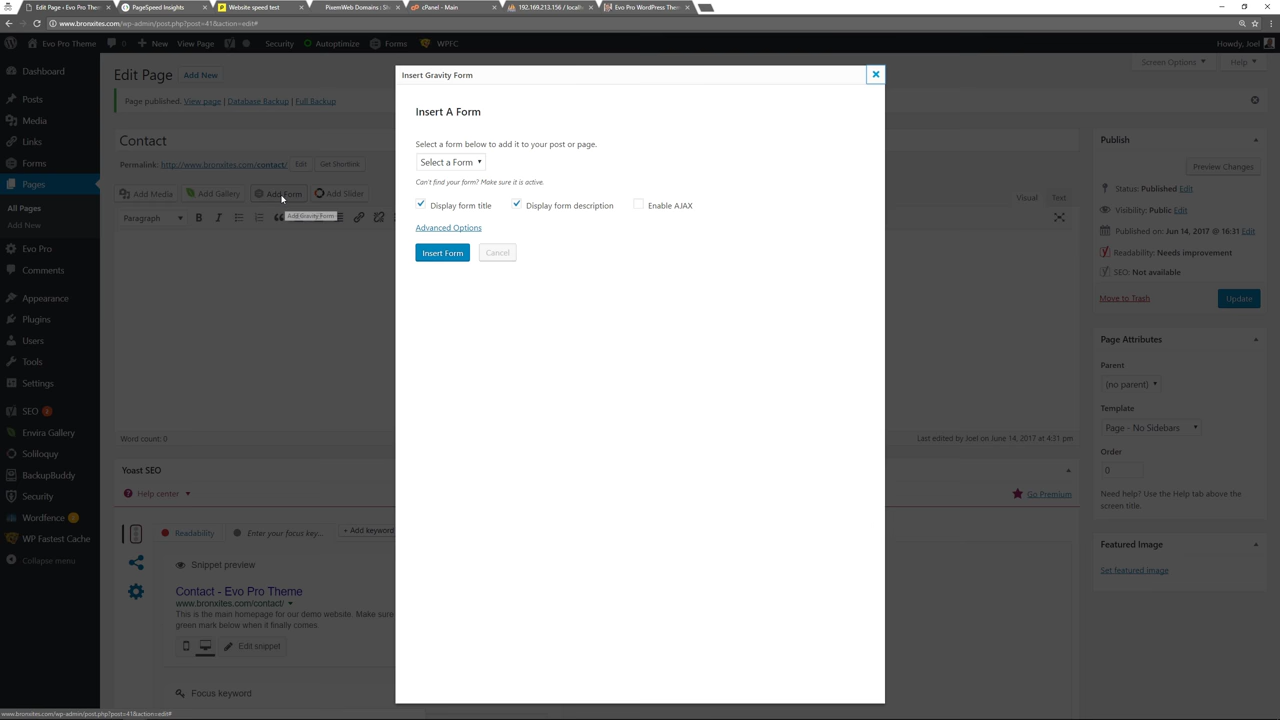 Edit Page ‹ Evo Pro The
PageSpeed Insights
Website speed test
PixemWeb Domains : Sk
cPanel - Main
192.169.213.156 / localh
Evo Pro WordPress Them
www.bronxites.com/wp-admin/post.php?post=41&action=edit#
Evo Pro Theme
0
New
View Page
Security
Autoptimize
Forms
WPFC
Howdy, Joel
Dashboard
Posts
Media
Links
Forms
Pages
All Pages
Add New
Evo Pro
Comments
Appearance
Plugins
Users
Tools
Settings
SEO 3
Envira Gallery
Soliloquy
BackupBuddy
Security
Wordfence
WP Fastest Cache
Collapse menu
Edit Page
Add New
Page published. View page | Database Backup | Full Backup
Contact
Permalink: http://www.bronxites.com/contact/ Edit Get Shortlink
Add Media
Add Gallery
Add Form
Add Slider
Add Gravity Form
Paragraph
B I
Visual
Text
Word count: 0
Last edited by Joel on June 14, 2017 at 4:31 pm
Yoast SEO
Help center
Go Premium
Readability
Enter your focus key...
+ Add keyword
Snippet preview
Contact - Evo Pro Theme
www.bronxites.com/contact/
This is the main homepage for our demo website. Make sure
green mark below when it finally comes
Edit snippet
Focus keyword
Insert Gravity Form
Insert A Form
Select a form below to add it to your post or page.
Select a Form
Can't find your form? Make sure it is active.
Display form title
Display form description
Enable AJAX
Advanced Options
Insert Form
Cancel
Screen Options
Help
Publish
Preview Changes
Status: Published Edit
Visibility: Public Edit
Published on: Jun 14, 2017 @ 16:31 Edit
Readability: Needs improvement
SEO: Not available
Move to Trash
Update
Page Attributes
Parent
(no parent)
Template
Page - No Sidebars
Order
0
Need help? Use the Help tab above the
screen title.
Featured Image
Set featured image
www.bronxites.com/wp-admin/post.php?post=41&action=edit#